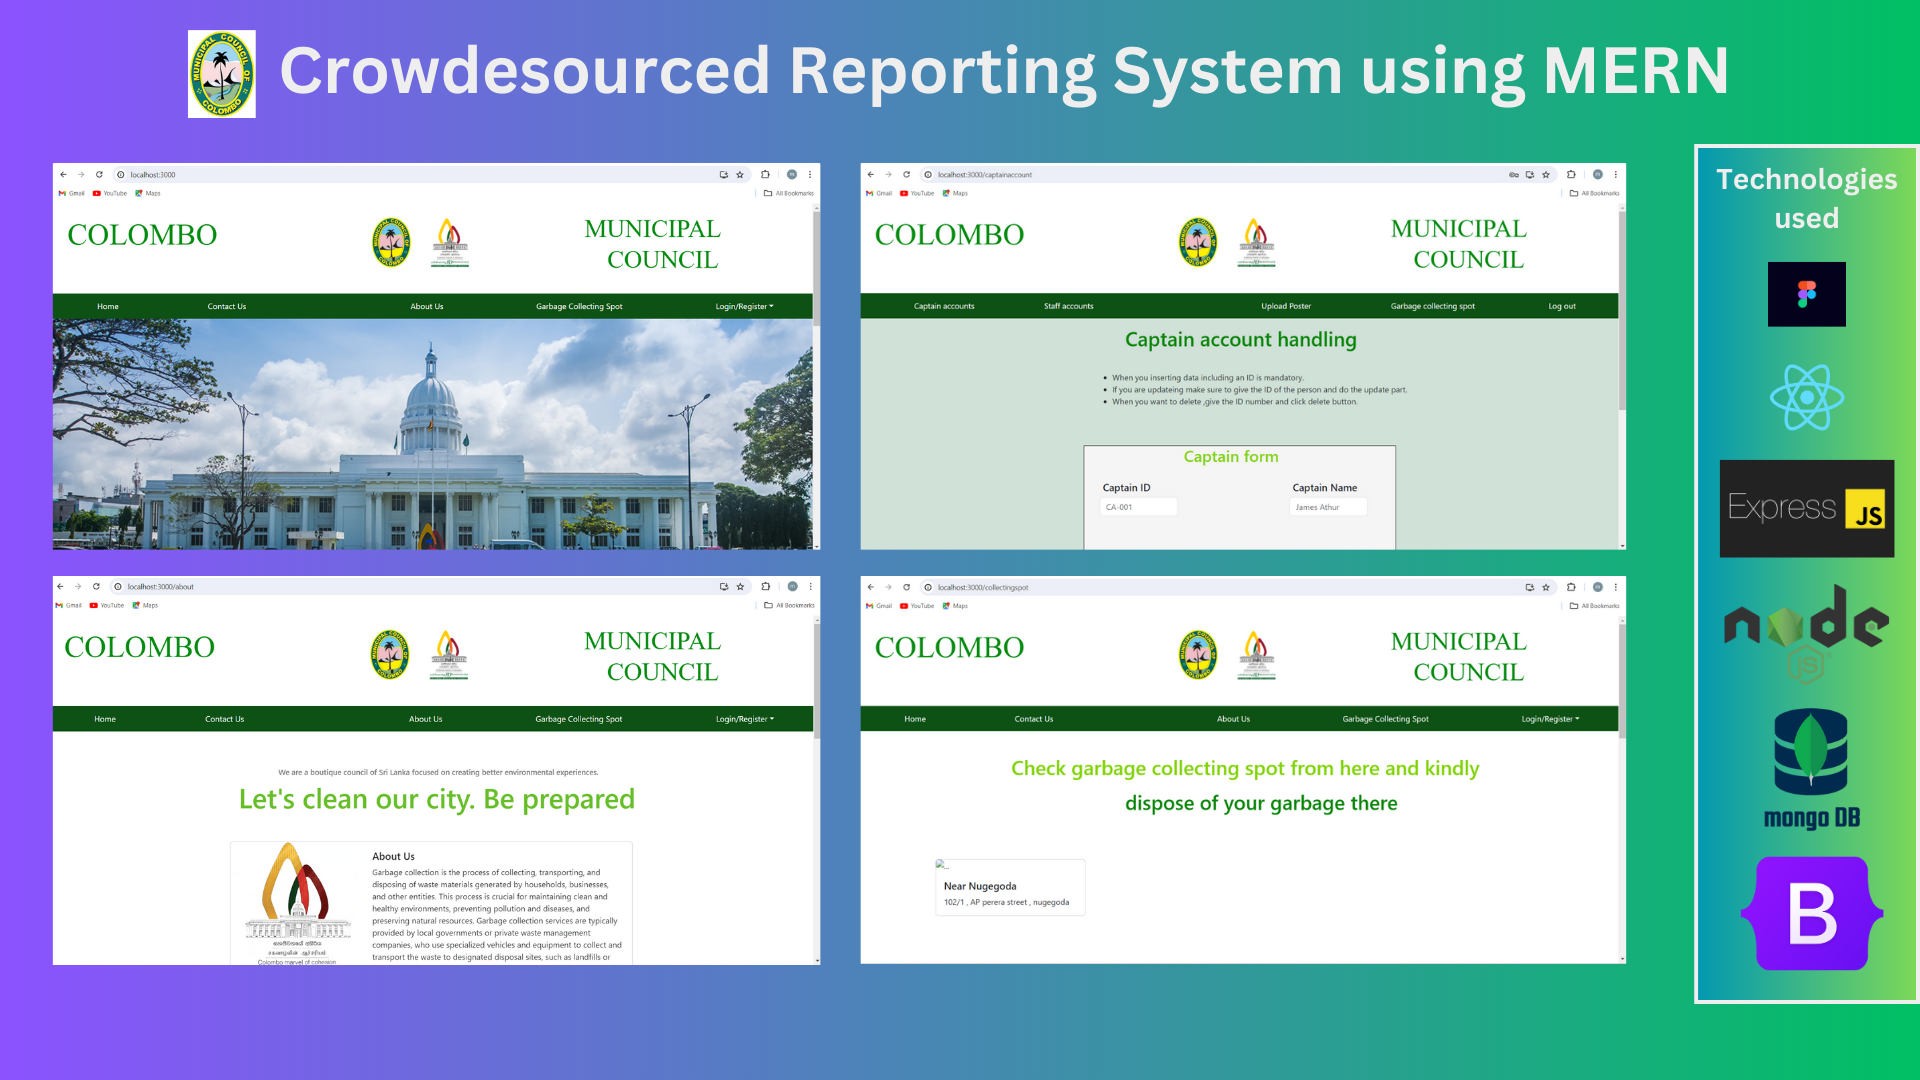 MUNICIPAL COUNCIL OF
COLOMBO
Crowdesourced Reporting System using MERN
localhost:3000
Gmail YouTube Maps All Bookmarks
COLOMBO
MUNICIPAL
COUNCIL
Home Contact Us About Us Garbage Collecting Spot Login/Register
localhost:3000/captainaccount
Gmail YouTube Maps All Bookmarks
COLOMBO
MUNICIPAL
COUNCIL
Captain accounts Staff accounts Upload Poster Garbage collecting spot Log out
Captain account handling
When you inserting data including an ID is mandatory.
If you are updateing make sure to give the ID of the person and do the update part.
When you want to delete ,give the ID number and click delete button.
Captain form
Captain ID Captain Name
CA-001 James Athur
localhost:3000/about
Gmail YouTube Maps All Bookmarks
COLOMBO
MUNICIPAL
COUNCIL
Home Contact Us About Us Garbage Collecting Spot Login/Register
We are a boutique council of Sri Lanka focused on creating better environmental experiences.
Let's clean our city. Be prepared
About Us
Garbage collection is the process of collecting, transporting, and
disposing of waste materials generated by households, businesses,
and other entities. This process is crucial for maintaining clean and
healthy environments, preventing pollution and diseases, and
preserving natural resources. Garbage collection services are typically
provided by local governments or private waste management
companies, who use specialized vehicles and equipment to collect and
transport the waste to designated disposal sites, such as landfills or
Colombo marvel of cohesion
localhost:3000/collectingspot
Gmail YouTube Maps All Bookmarks
COLOMBO
MUNICIPAL
COUNCIL
Home Contact Us About Us Garbage Collecting Spot Login/Register
Check garbage collecting spot from here and kindly
dispose of your garbage there
...
Near Nugegoda
102/1 , AP perera street , nugegoda
Technologies
used
Express JS
node
JS
mongo DB
B